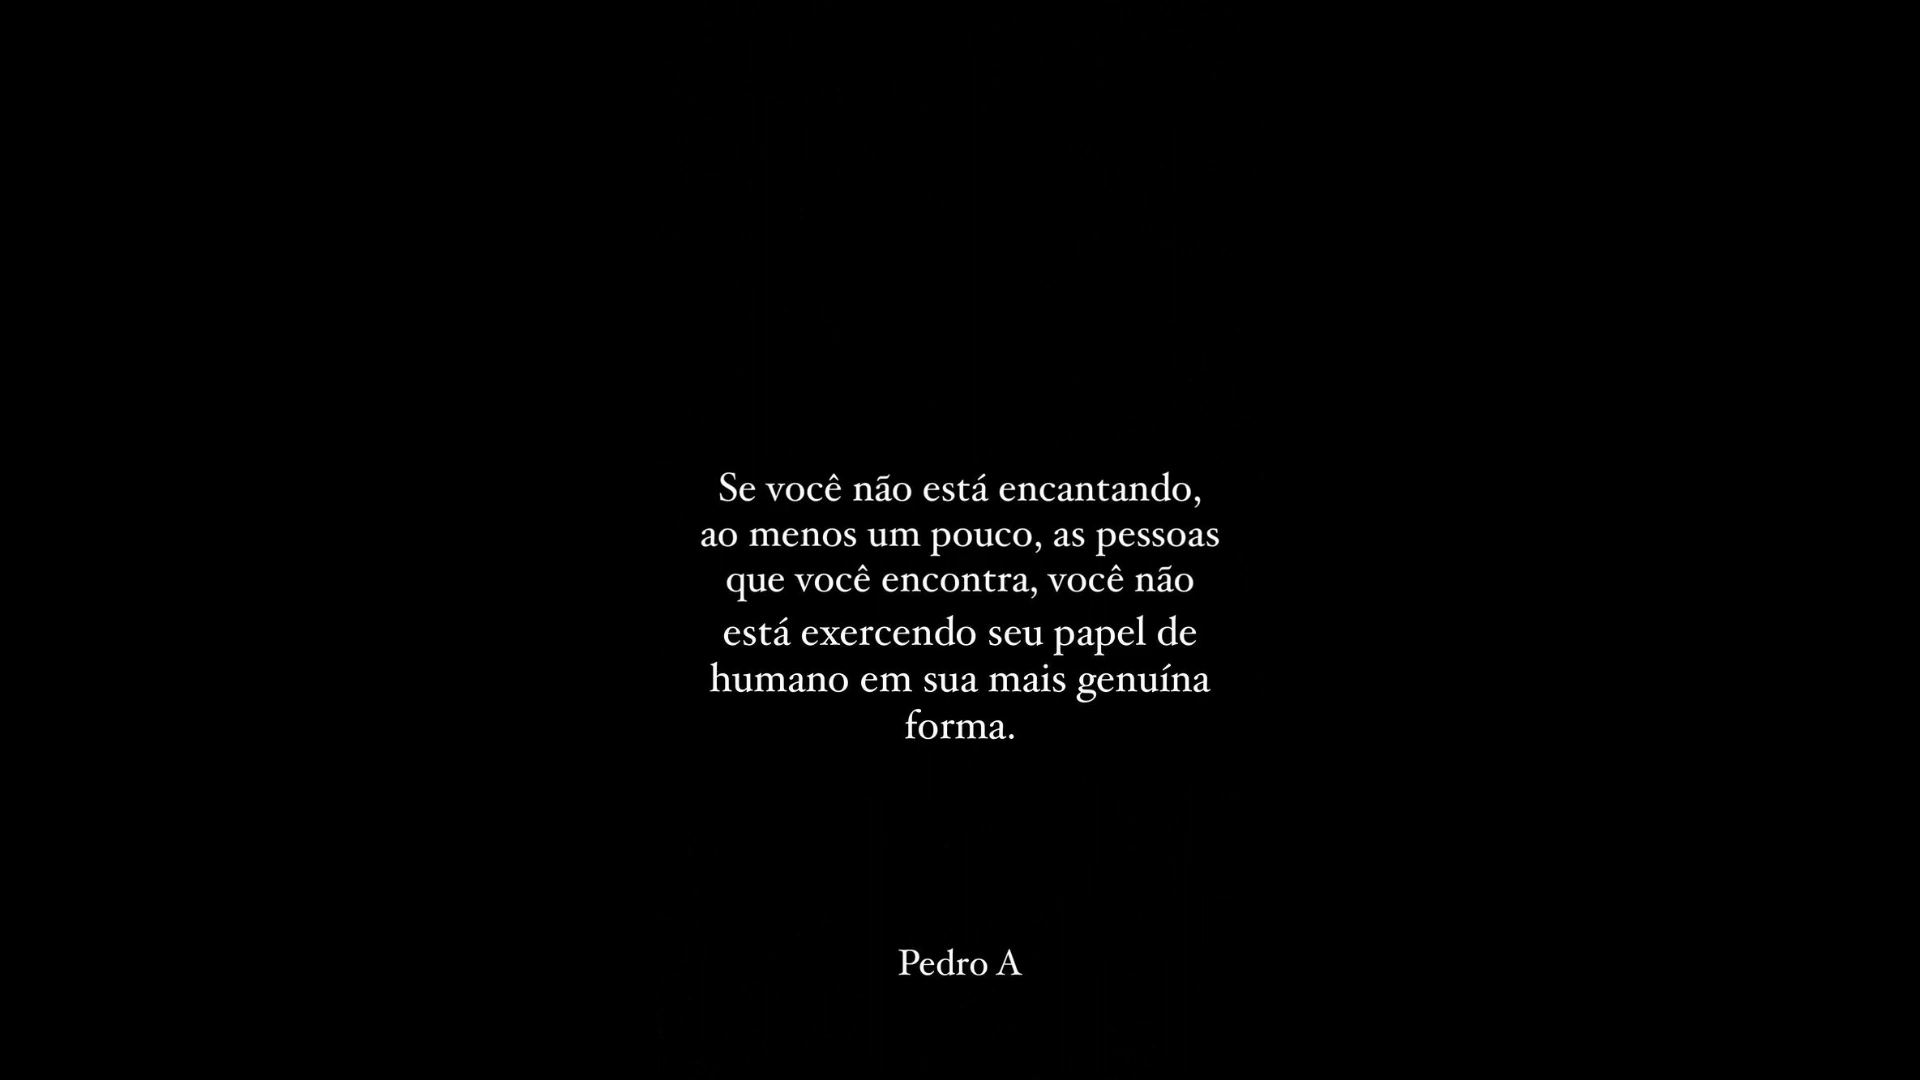 Se você não está encantando,
ao menos um pouco, as pessoas
que você encontra, você não
está exercendo seu papel de
humano em sua mais genuína
forma.
Pedro A